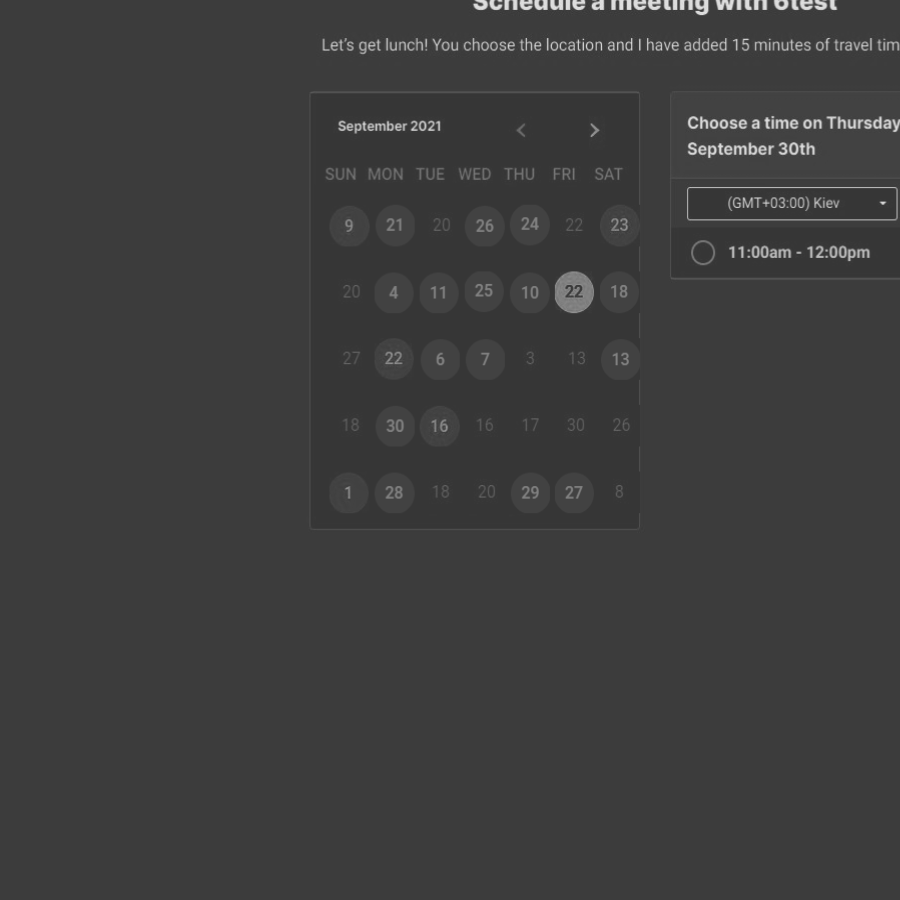 Schedule a meeting with 6test
Let's get lunch! You choose the location and I have added 15 minutes of travel tim
September 2021
SUN MON TUE WED THU FRI SAT
9 21 20 26 24 22 23
20 4 11 25 10 22 18
27 22 6 7 3 13 13
18 30 16 16 17 30 26
1 28 18 20 29 27 8
Choose a time on Thursday
September 30th
(GMT+03:00) Kiev
11:00am - 12:00pm